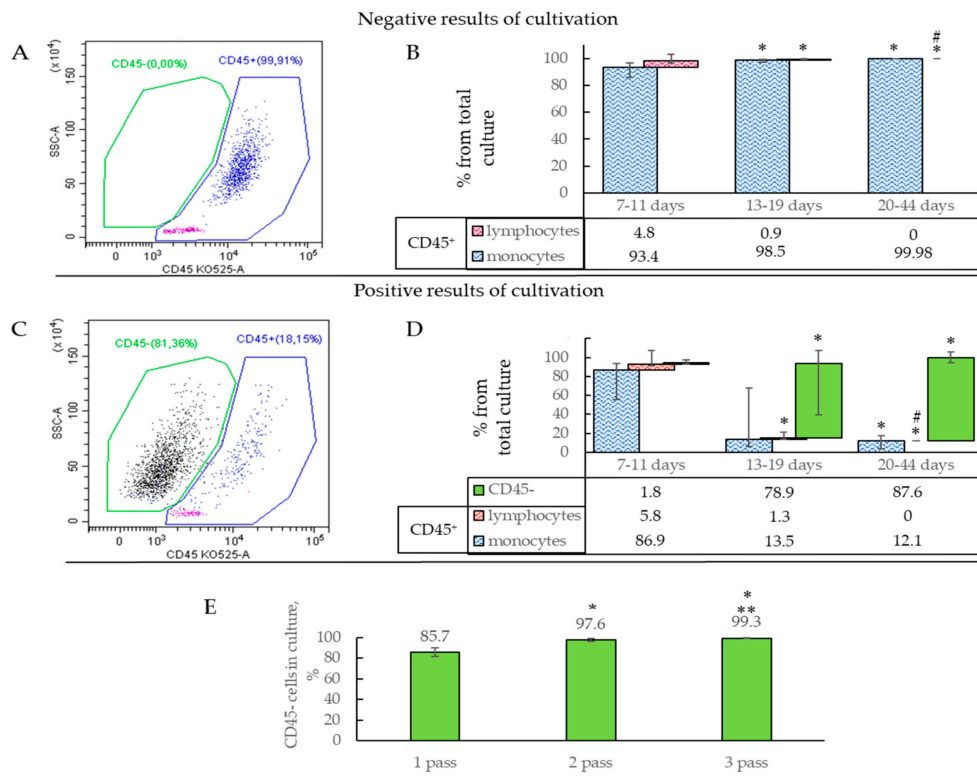 Negative results of cultivation
A
CD45-(0,00%)
CD45+(99,91%)
(x10⁴)
SSC-A
150
100
50
0
0 10³ 10⁴ 10⁵
CD45 KO525-A
B
% from total
culture
100
80
60
40
20
0
* * * # *
7-11 days 13-19 days 20-44 days
CD45⁺
lymphocytes 4.8 0.9 0
monocytes 93.4 98.5 99.98
Positive results of cultivation
C
CD45-(81,36%)
CD45+(18,15%)
(x10⁴)
SSC-A
150
100
50
0
0 10³ 10⁴ 10⁵
CD45 KO525-A
D
% from
total culture
100
80
60
40
20
0
* * * # * *
7-11 days 13-19 days 20-44 days
CD45- 1.8 78.9 87.6
CD45⁺
lymphocytes 5.8 1.3 0
monocytes 86.9 13.5 12.1
E
CD45- cells in culture,
%
100
80
60
40
20
0
85.7
*
97.6
*
**
99.3
1 pass 2 pass 3 pass